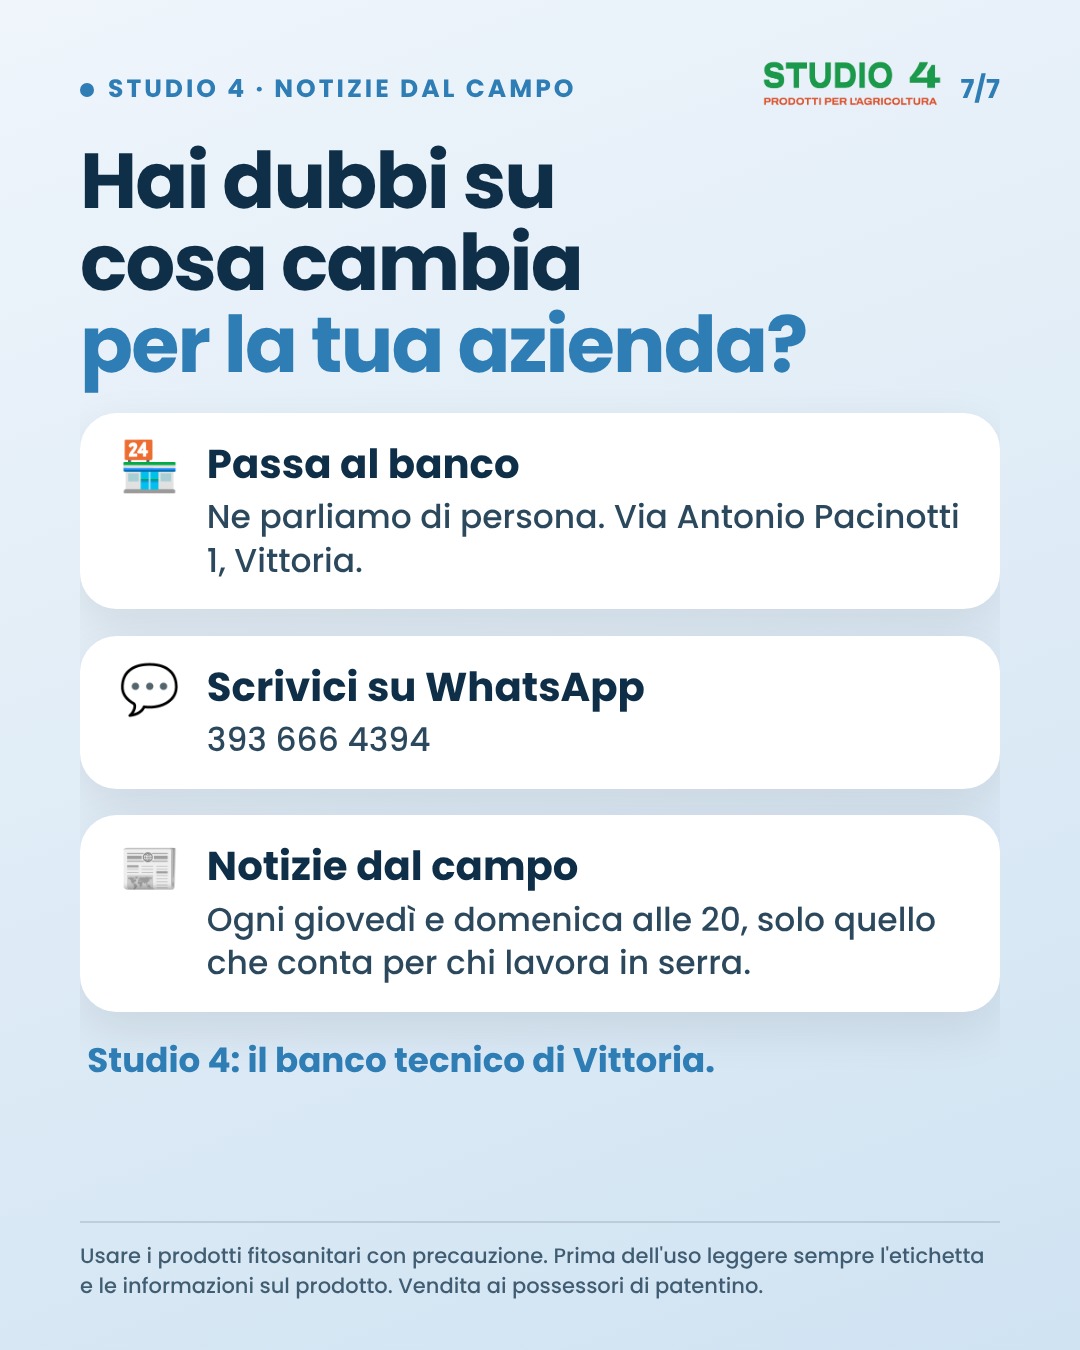 STUDIO 4 · NOTIZIE DAL CAMPO
STUDIO 4
PRODOTTI PER L'AGRICOLTURA
7/7
Hai dubbi su
cosa cambia
per la tua azienda?
24
Passa al banco
Ne parliamo di persona. Via Antonio Pacinotti
1, Vittoria.
Scrivici su WhatsApp
393 666 4394
Notizie dal campo
Ogni giovedì e domenica alle 20, solo quello
che conta per chi lavora in serra.
Studio 4: il banco tecnico di Vittoria.
Usare i prodotti fitosanitari con precauzione. Prima dell'uso leggere sempre l'etichetta
e le informazioni sul prodotto. Vendita ai possessori di patentino.